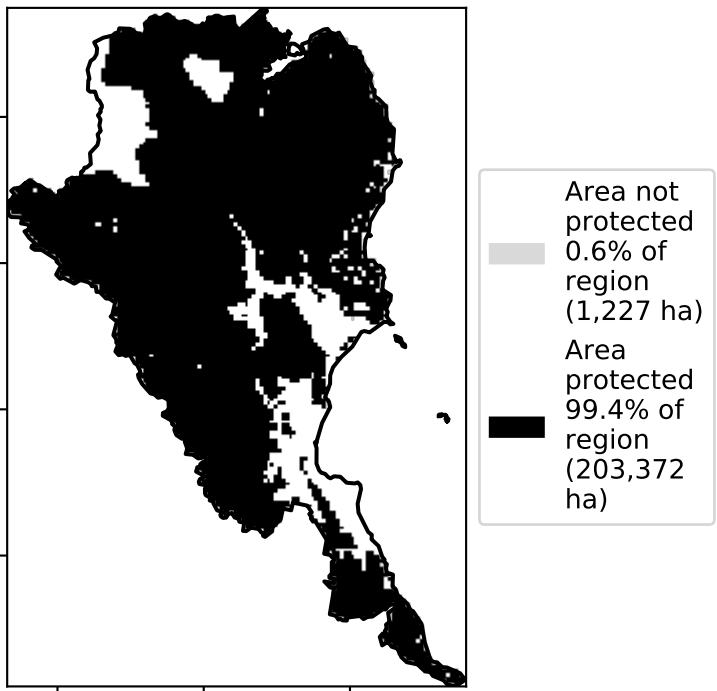 Area not
protected
0.6% of
region
(1,227 ha)
Area
protected
99.4% of
region
(203,372
ha)